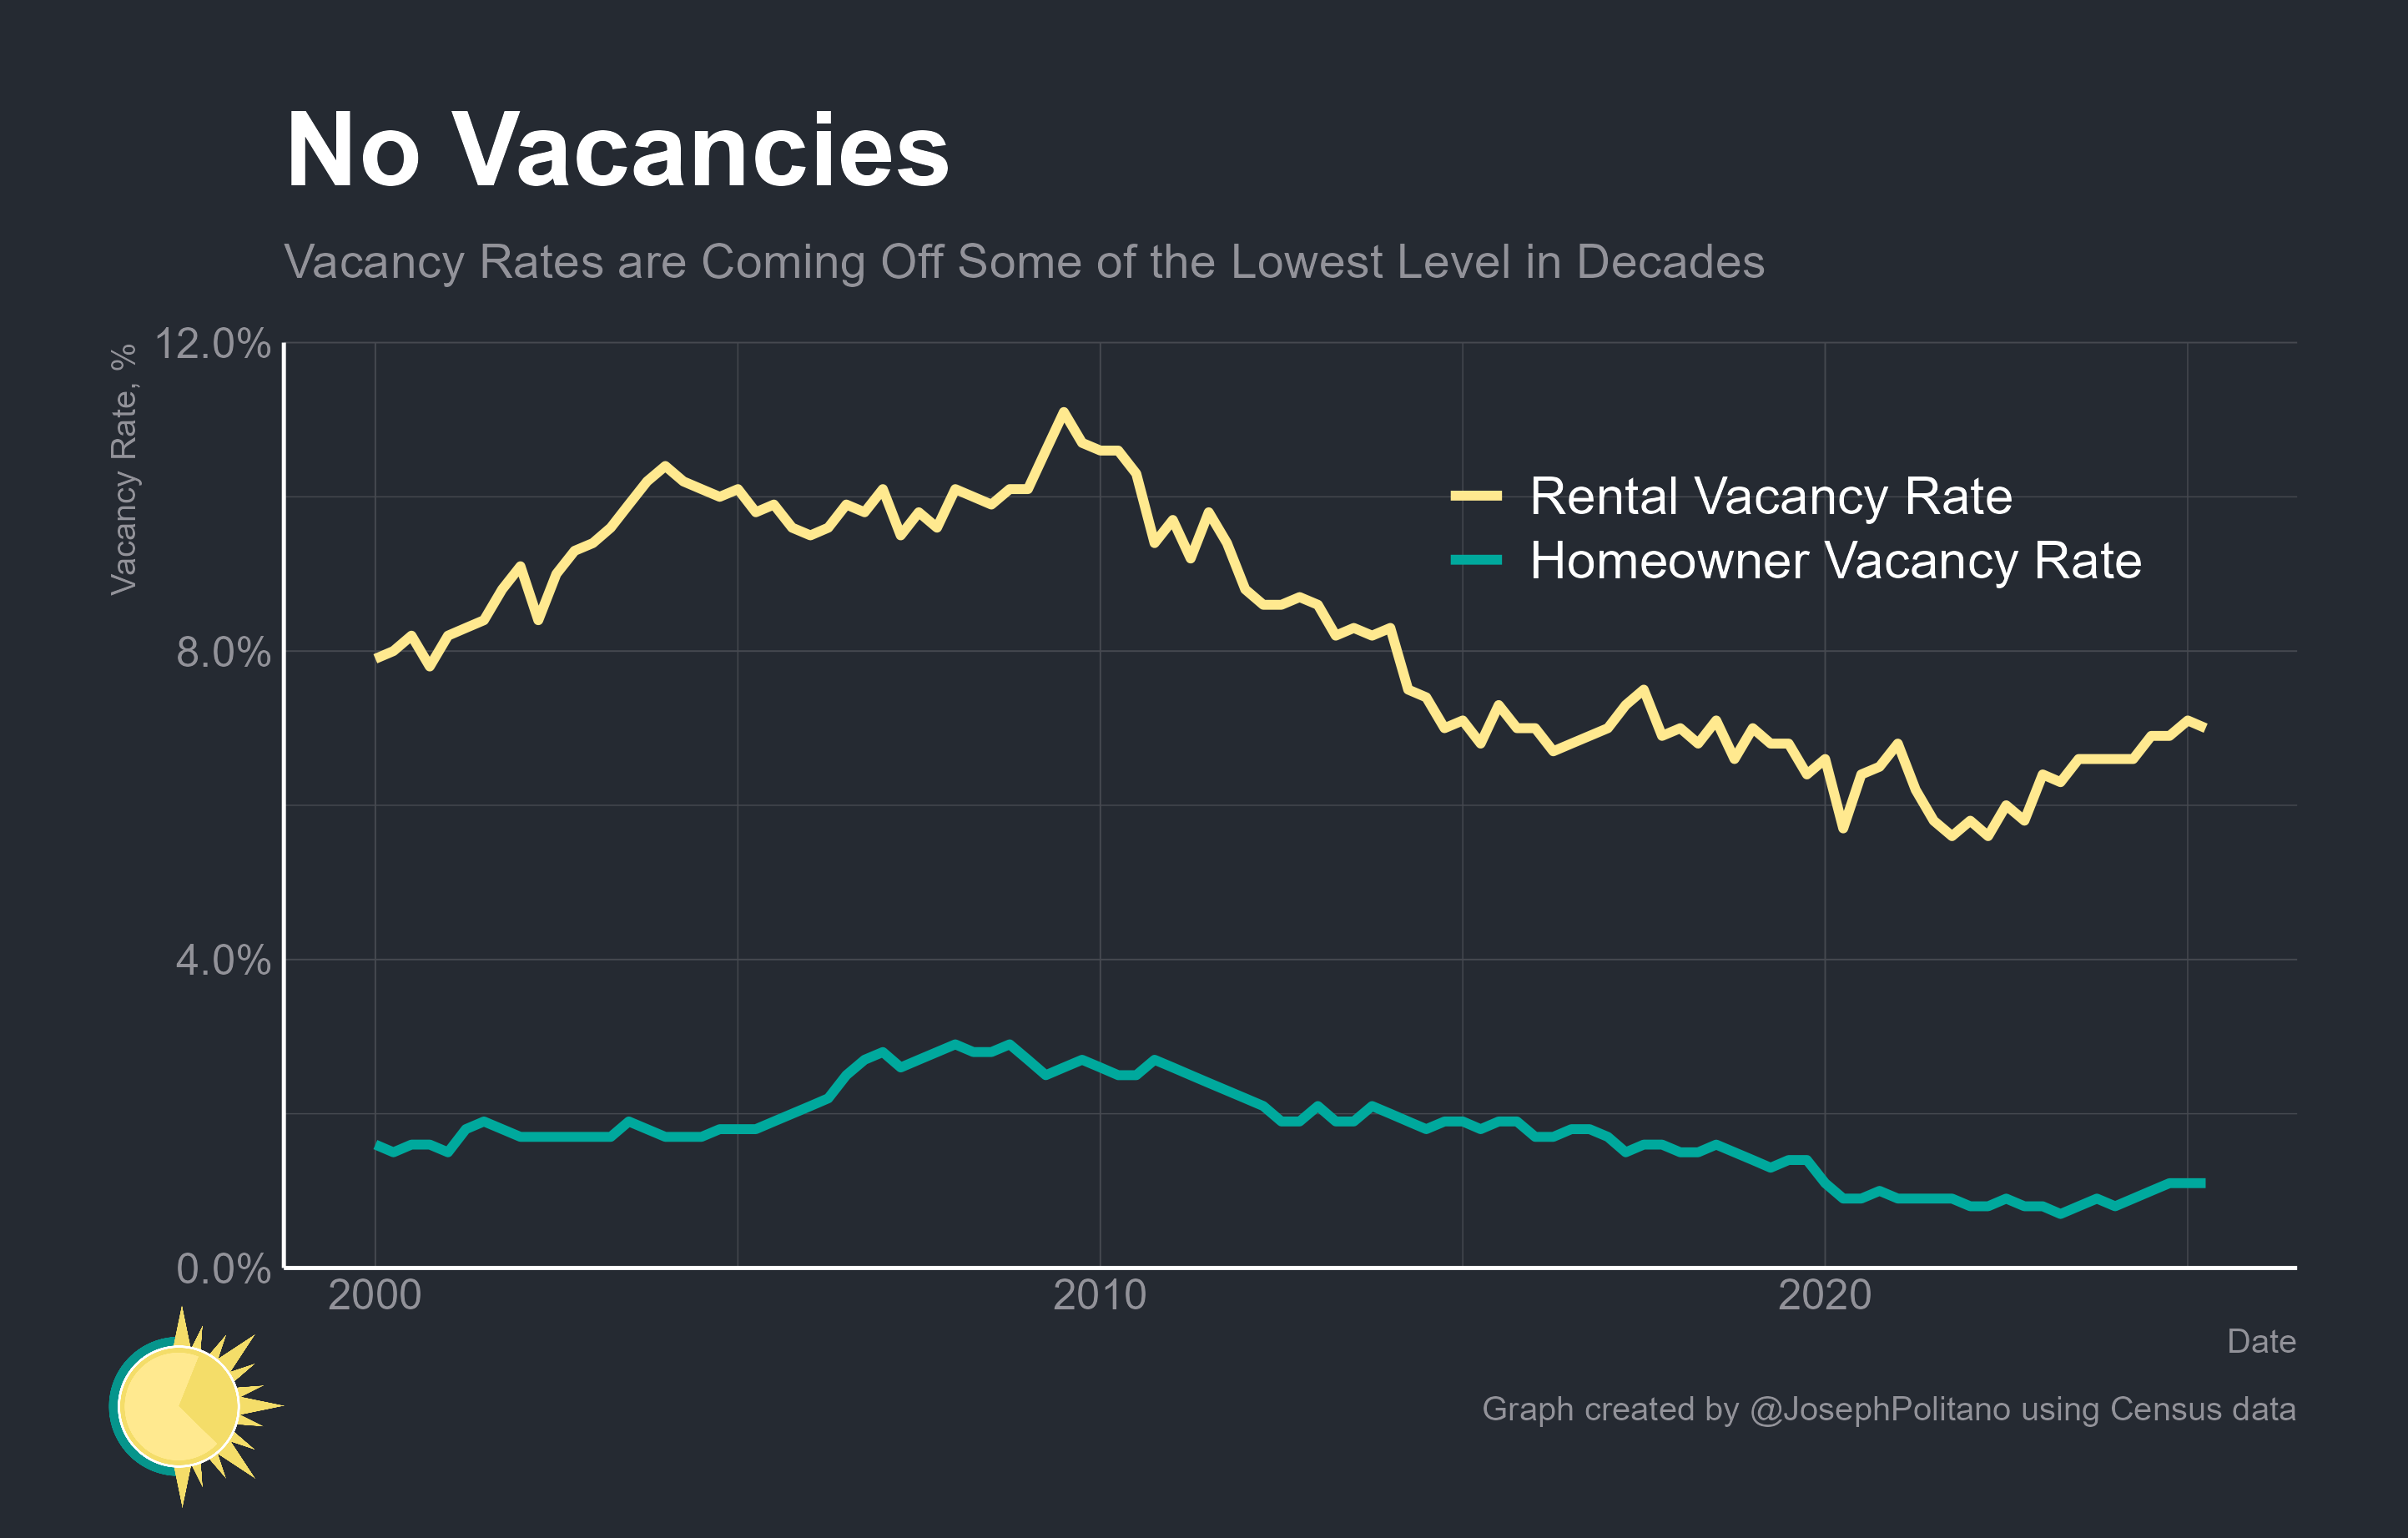 No Vacancies
Vacancy Rates are Coming Off Some of the Lowest Level in Decades
Vacancy Rate, %
12.0%
8.0%
4.0%
0.0%
Rental Vacancy Rate
Homeowner Vacancy Rate
2000
2010
2020
Date
Graph created by @JosephPolitano using Census data